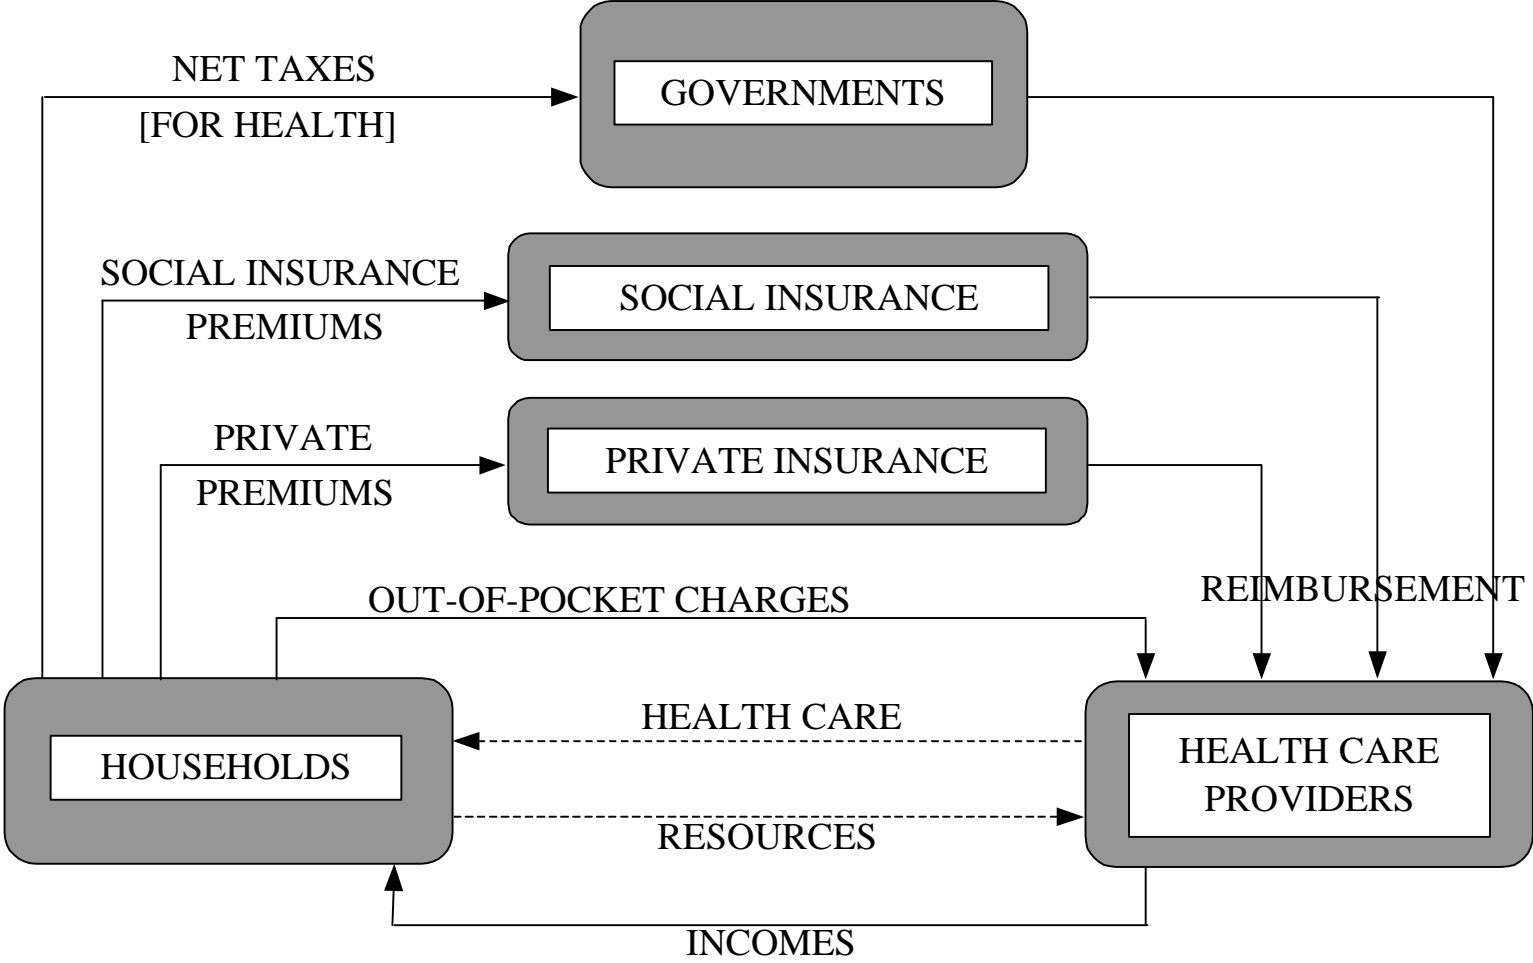 NET TAXES
[FOR HEALTH]
GOVERNMENTS
SOCIAL INSURANCE
PREMIUMS
SOCIAL INSURANCE
PRIVATE
PREMIUMS
PRIVATE INSURANCE
OUT-OF-POCKET CHARGES
REIMBURSEMENT
HEALTH CARE
HOUSEHOLDS
HEALTH CARE
PROVIDERS
RESOURCES
INCOMES